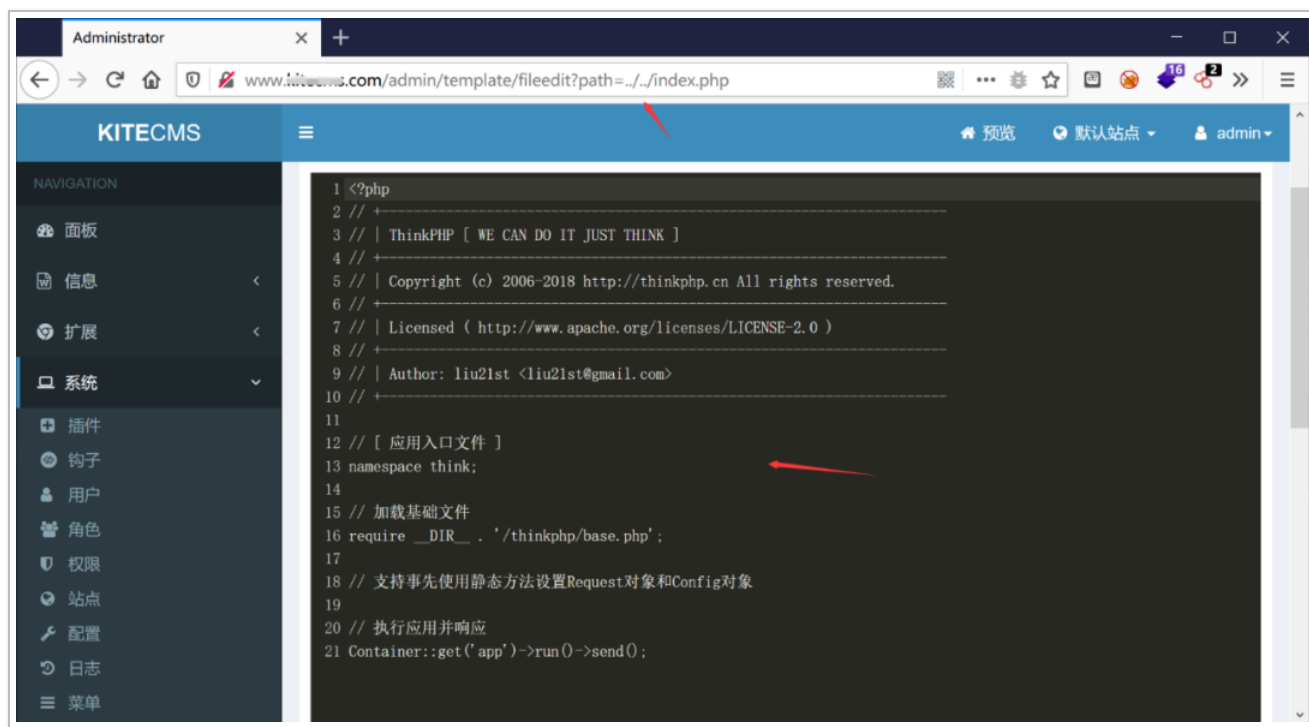 Administrator
www. .com/admin/template/fileedit?path=../../index.php
16
2
KITECMS
预览
默认站点
admin
NAVIGATION
面板
信息
扩展
系统
插件
钩子
用户
角色
权限
站点
配置
日志
菜单
1 <?php
2 // +----------------------------------------------------------------------
3 // | ThinkPHP [ WE CAN DO IT JUST THINK ]
4 // +----------------------------------------------------------------------
5 // | Copyright (c) 2006-2018 http://thinkphp.cn All rights reserved.
6 // +----------------------------------------------------------------------
7 // | Licensed ( http://www.apache.org/licenses/LICENSE-2.0 )
8 // +----------------------------------------------------------------------
9 // | Author: liu21st <liu21st@gmail.com>
10 // +----------------------------------------------------------------------
11
12 // [ 应用入口文件 ]
13 namespace think;
14
15 // 加载基础文件
16 require __DIR__ . '/thinkphp/base.php';
17
18 // 支持事先使用静态方法设置Request对象和Config对象
19
20 // 执行应用并响应
21 Container::get('app')->run()->send();